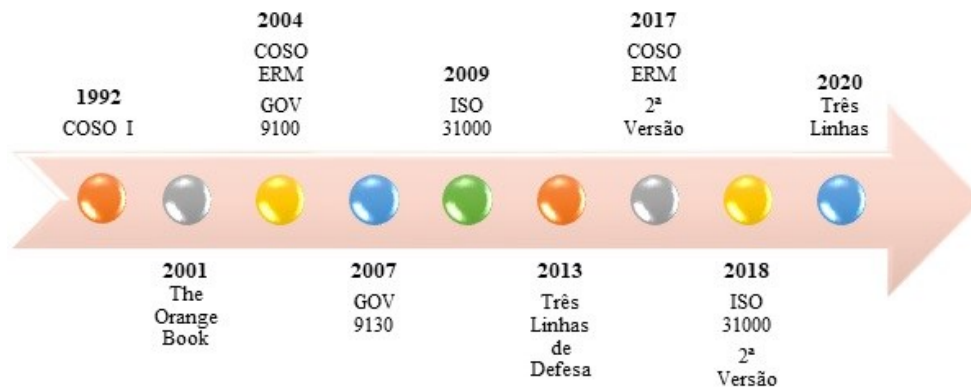 1992
COSO I
2001
The
Orange
Book
2004
COSO
ERM
GOV
9100
2007
GOV
9130
2009
ISO
31000
2013
Três
Linhas
de
Defesa
2017
COSO
ERM
2ª
Versão
2018
ISO
31000
2ª
Versão
2020
Três
Linhas